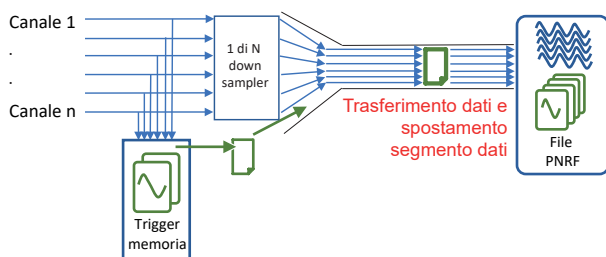 Canale 1
.
.
Canale n
1 di N
down
sampler
Trigger
memoria
Trasferimento dati e
spostamento
segmento dati
File
PNRF